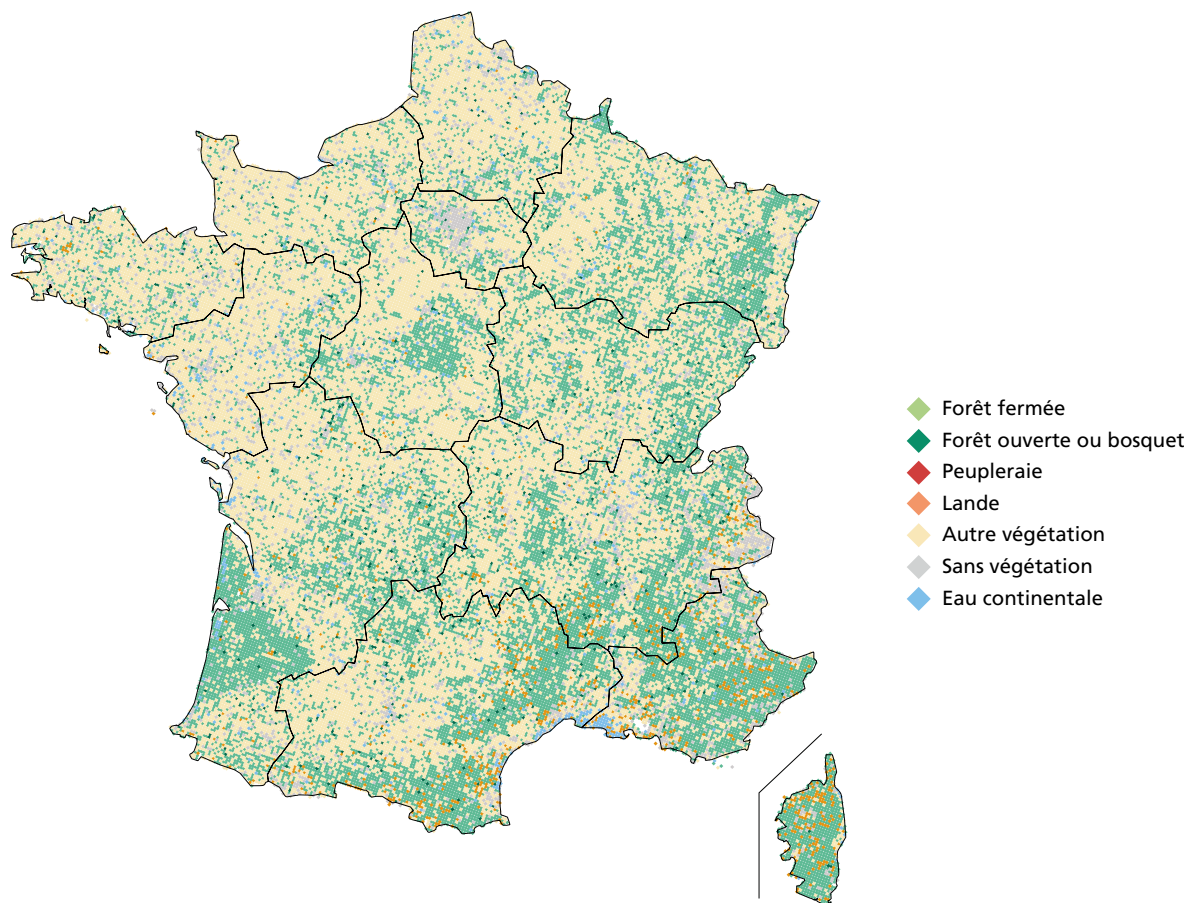 Forêt fermée
Forêt ouverte ou bosquet
Peupleraie
Lande
Autre végétation
Sans végétation
Eau continentale